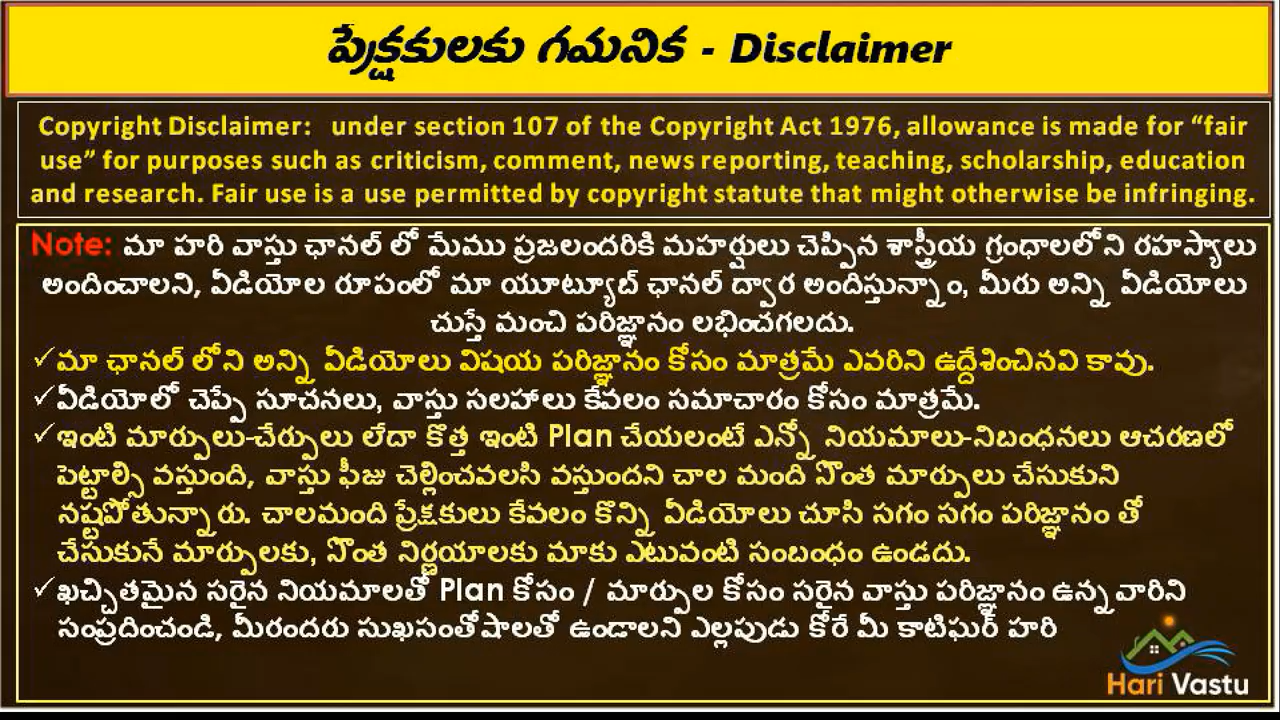 ప్రేక్షకులకు గమనిక - Disclaimer
Copyright Disclaimer: under section 107 of the Copyright Act 1976, allowance is made for “fair
use” for purposes such as criticism, comment, news reporting, teaching, scholarship, education
and research. Fair use is a use permitted by copyright statute that might otherwise be infringing.
Note: మా హరి వాస్తు ఛానల్ లో మేము ప్రజలందరికి మహర్షులు చెప్పిన శాస్త్రీయ గ్రంధాలలోని రహస్యాలు
అందించాలని, వీడియోల రూపంలో మా యూట్యూబ్ ఛానల్ ద్వార అందిస్తున్నాం, మీరు అన్ని వీడియోలు
చుస్తే మంచి పరిజ్ఞానం లభించగలదు.
✓మా ఛానల్ లోని అన్ని వీడియోలు విషయ పరిజ్ఞానం కోసం మాత్రమే ఎవరిని ఉద్దేశించినవి కావు.
✓వీడియోలో చెప్పే సూచనలు, వాస్తు సలహాలు కేవలం సమాచారం కోసం మాత్రమే.
✓ఇంటి మార్పులు-చేర్పులు లేదా కొత్త ఇంటి Plan చేయలంటే ఎన్నో నియమాలు-నిబంధనలు ఆచరణలో
పెట్టాల్సి వస్తుంది, వాస్తు ఫీజు చెల్లించవలసి వస్తుందని చాల మంది సొంత మార్పులు చేసుకుని
నష్టపోతున్నారు. చాలమంది ప్రేక్షకులు కేవలం కొన్ని వీడియోలు చూసి సగం సగం పరిజ్ఞానం తో
చేసుకునే మార్పులకు, సొంత నిర్ణయాలకు మాకు ఎటువంటి సంబంధం ఉండదు.
✓ఖచ్చితమైన సరైన నియమాలతో Plan కోసం / మార్పుల కోసం సరైన వాస్తు పరిజ్ఞానం ఉన్నవారిని
సంప్రదించండి, మీరందరు సుఖసంతోషాలతో ఉండాలని ఎల్లపుడు కోరే మీ కాటిఘర్ హరి
Hari Vastu